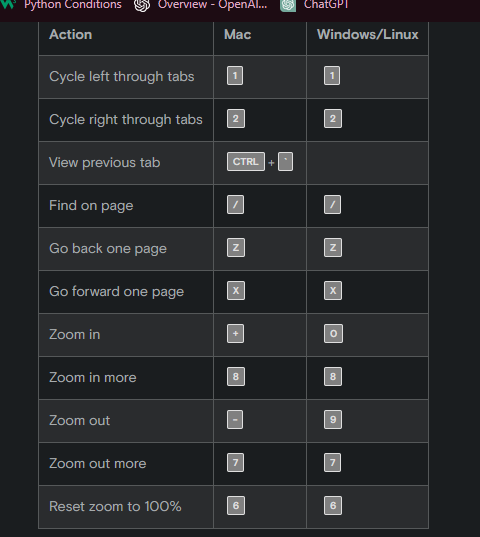 Python Conditions Overview - OpenAI... ChatGPT
Action Mac Windows/Linux
Cycle left through tabs 1 1
Cycle right through tabs 2 2
View previous tab CTRL + `
Find on page / /
Go back one page Z Z
Go forward one page X X
Zoom in + 0
Zoom in more 8 8
Zoom out - 9
Zoom out more 7 7
Reset zoom to 100% 6 6